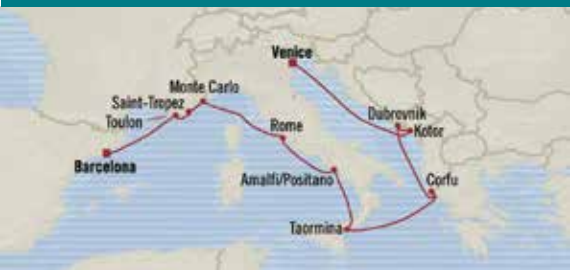 Venice
Monte Carlo
Saint-Tropez
Toulon
Dubrovnik
Kotor
Rome
Barcelona
Amalfi/Positano
Corfu
Taormina